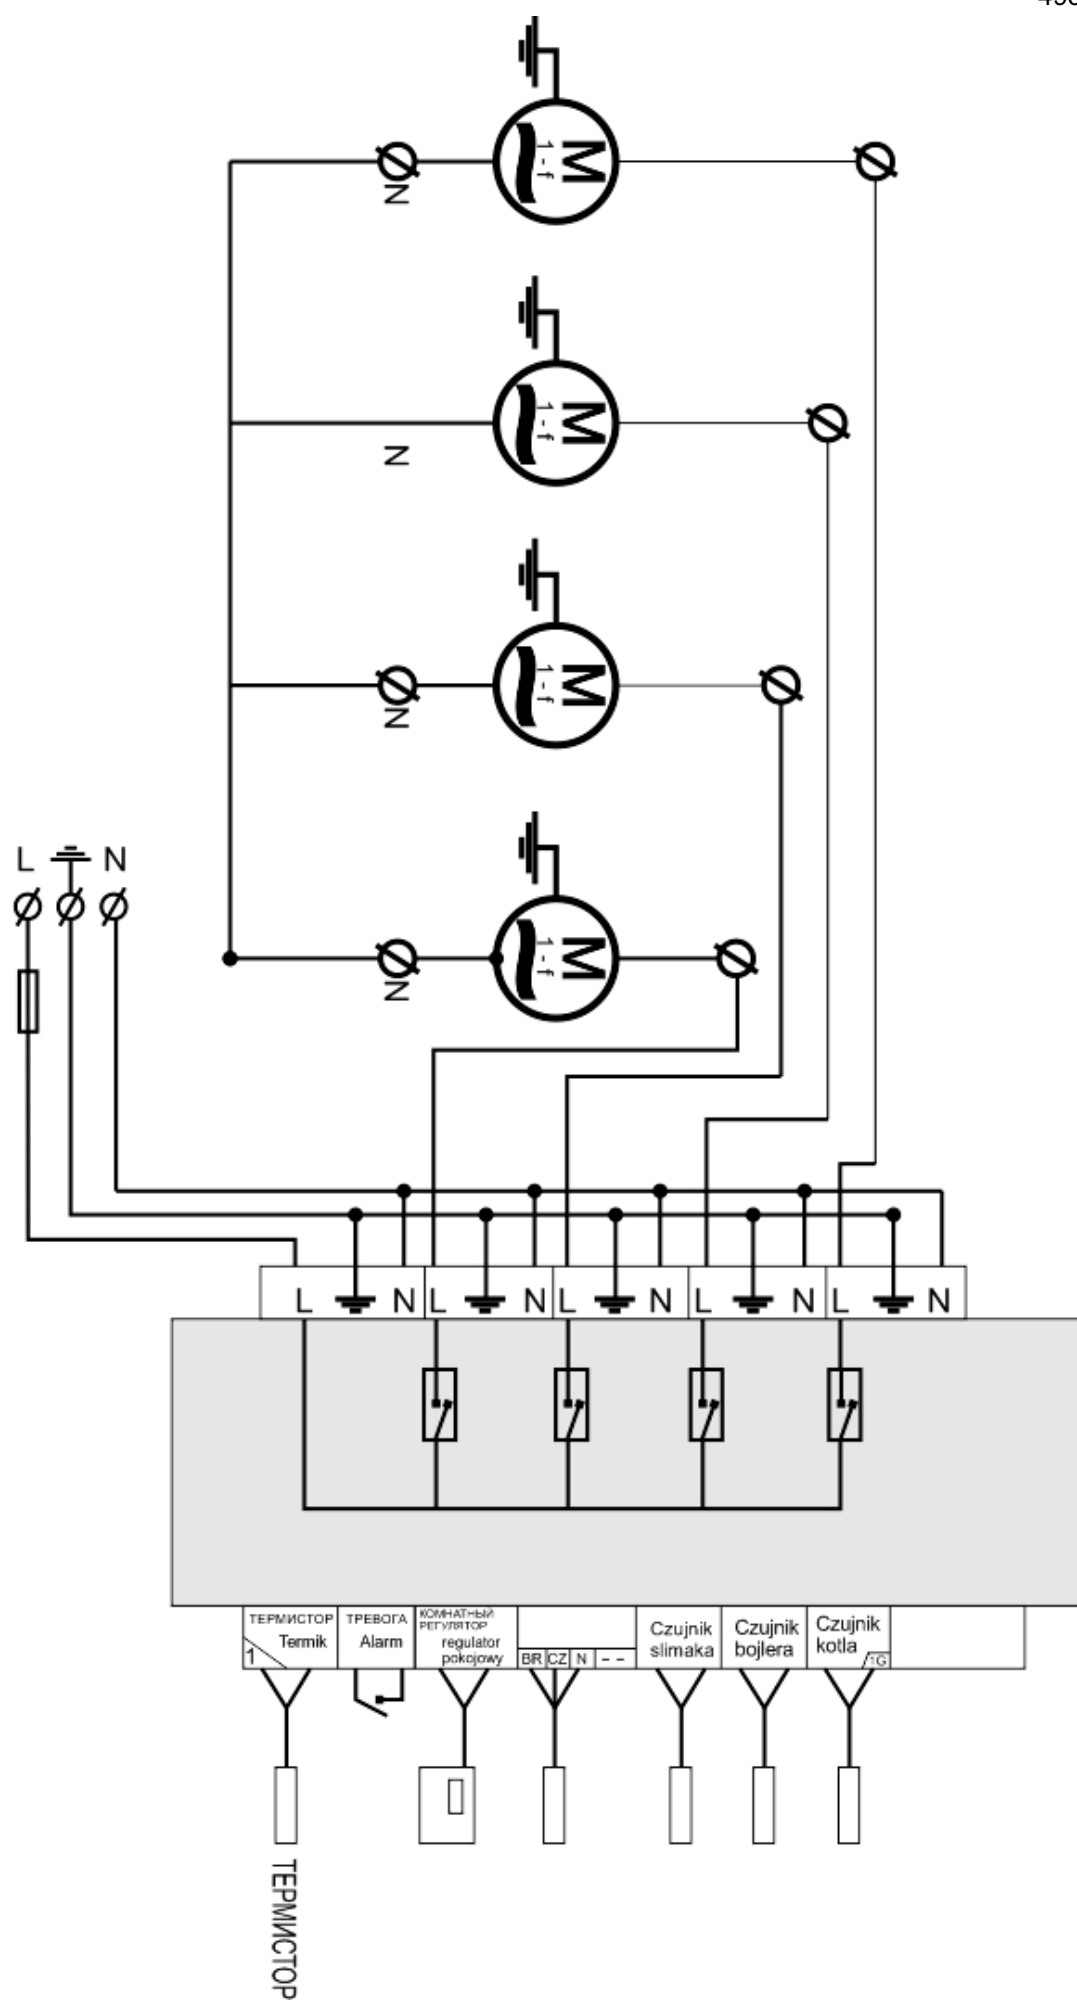 M
1-f
N
M
1-f
N
M
1-f
N
L N
M
1-f
N
L N L N L N L N L N
ТЕРМИСТОР
Termik
1
ТРЕВОГА
Alarm
КОМНАТНЫЙ
РЕГУЛЯТОР
regulator
pokojowy
BR CZ N - -
Czujnik
slimaka
Czujnik
bojlera
Czujnik
kotla
1G
ТЕРМИСТОР